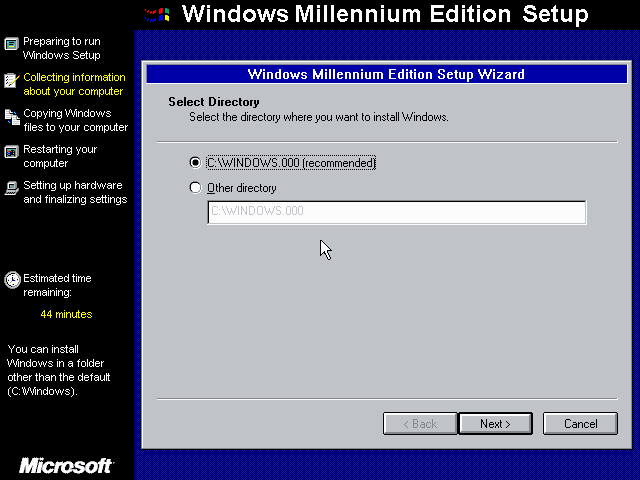 Windows Millennium Edition Setup
Preparing to run
Windows Setup
Collecting information
about your computer
Copying Windows
files to your computer
Restarting your
computer
Setting up hardware
and finalizing settings
Estimated time
remaining:
44 minutes
You can install
Windows in a folder
other than the default
(C:\Windows).
Microsoft
Windows Millennium Edition Setup Wizard
Select Directory
Select the directory where you want to install Windows.
C:\WINDOWS.000 (recommended)
Other directory
C:\WINDOWS.000
< Back
Next >
Cancel